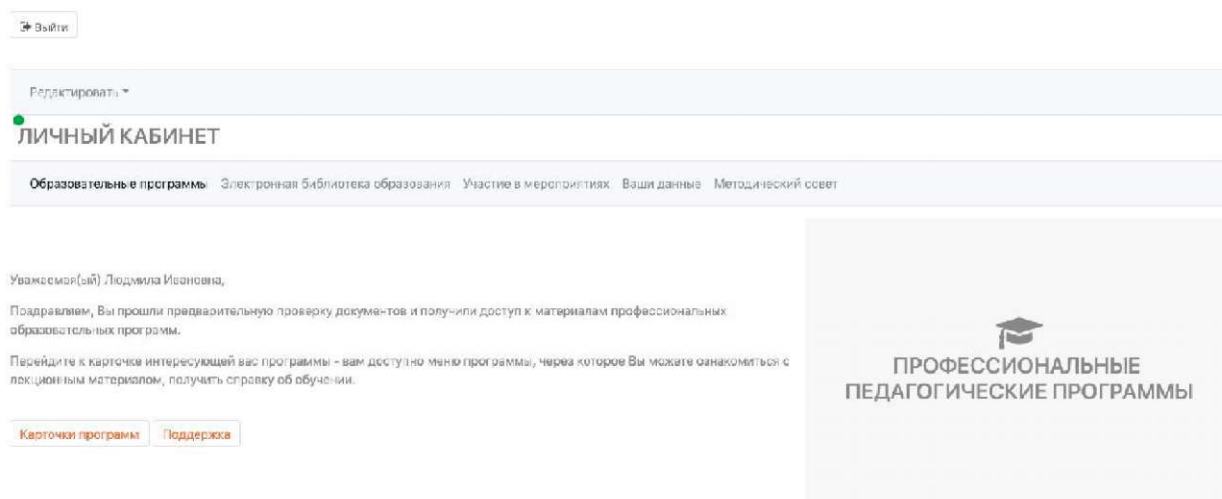 Выйти
Редактировать
ЛИЧНЫЙ КАБИНЕТ
Образовательные программы Электронная библиотека образования Участие в мероприятиях Ваши данные Методический совет
Уважаемая(ый) Людмила Ивановна,
Поздравляем, Вы прошли предварительную проверку документов и получили доступ к материалам профессиональных
образовательных программ.
Перейдите к карточке интересующей вас программы - вам доступно меню программы, через которое Вы можете ознакомиться с
лекционным материалом, получить справку об обучении.
Карточки программ Поддержка
ПРОФЕССИОНАЛЬНЫЕ
ПЕДАГОГИЧЕСКИЕ ПРОГРАММЫ